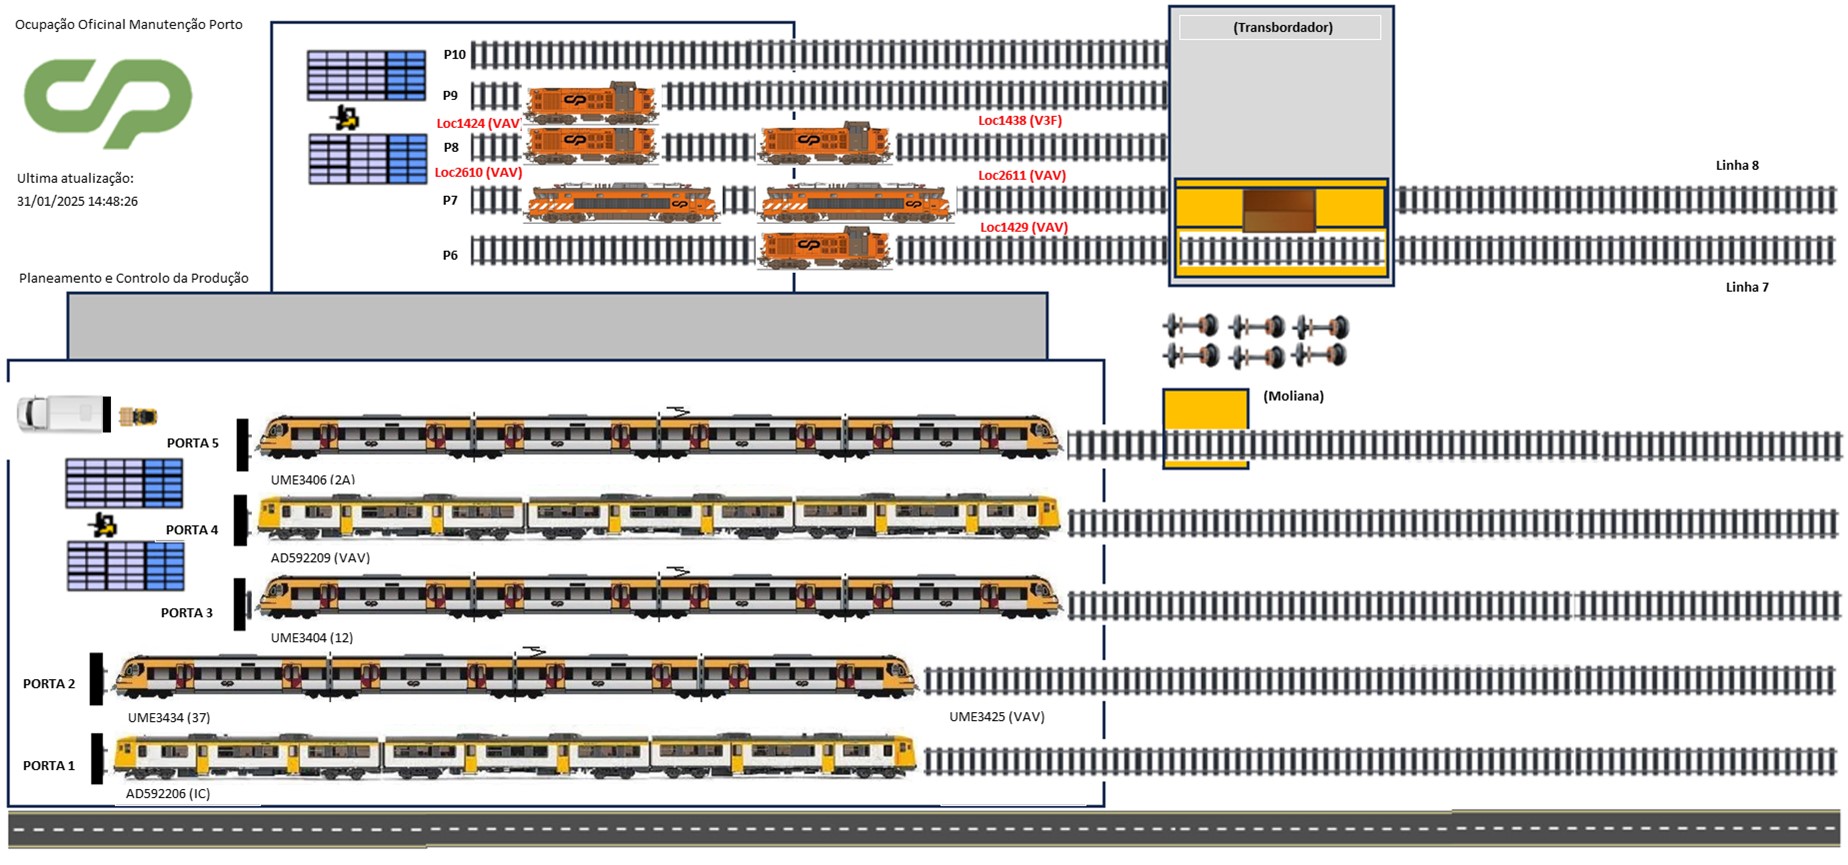 Ocupação Oficinal Manutenção Porto
(Transbordador)
P10
P9
Loc1424 (VAV)
Loc1438 (V3F)
P8
Loc2610 (VAV)
Loc2611 (VAV)
Linha 8
Ultima atualização:
31/01/2025 14:48:26
P7
Loc1429 (VAV)
P6
Planeamento e Controlo da Produção
Linha 7
(Moliana)
PORTA 5
UME3406 (2A)
PORTA 4
AD592209 (VAV)
PORTA 3
UME3404 (12)
PORTA 2
UME3434 (37)
UME3425 (VAV)
PORTA 1
AD592206 (IC)